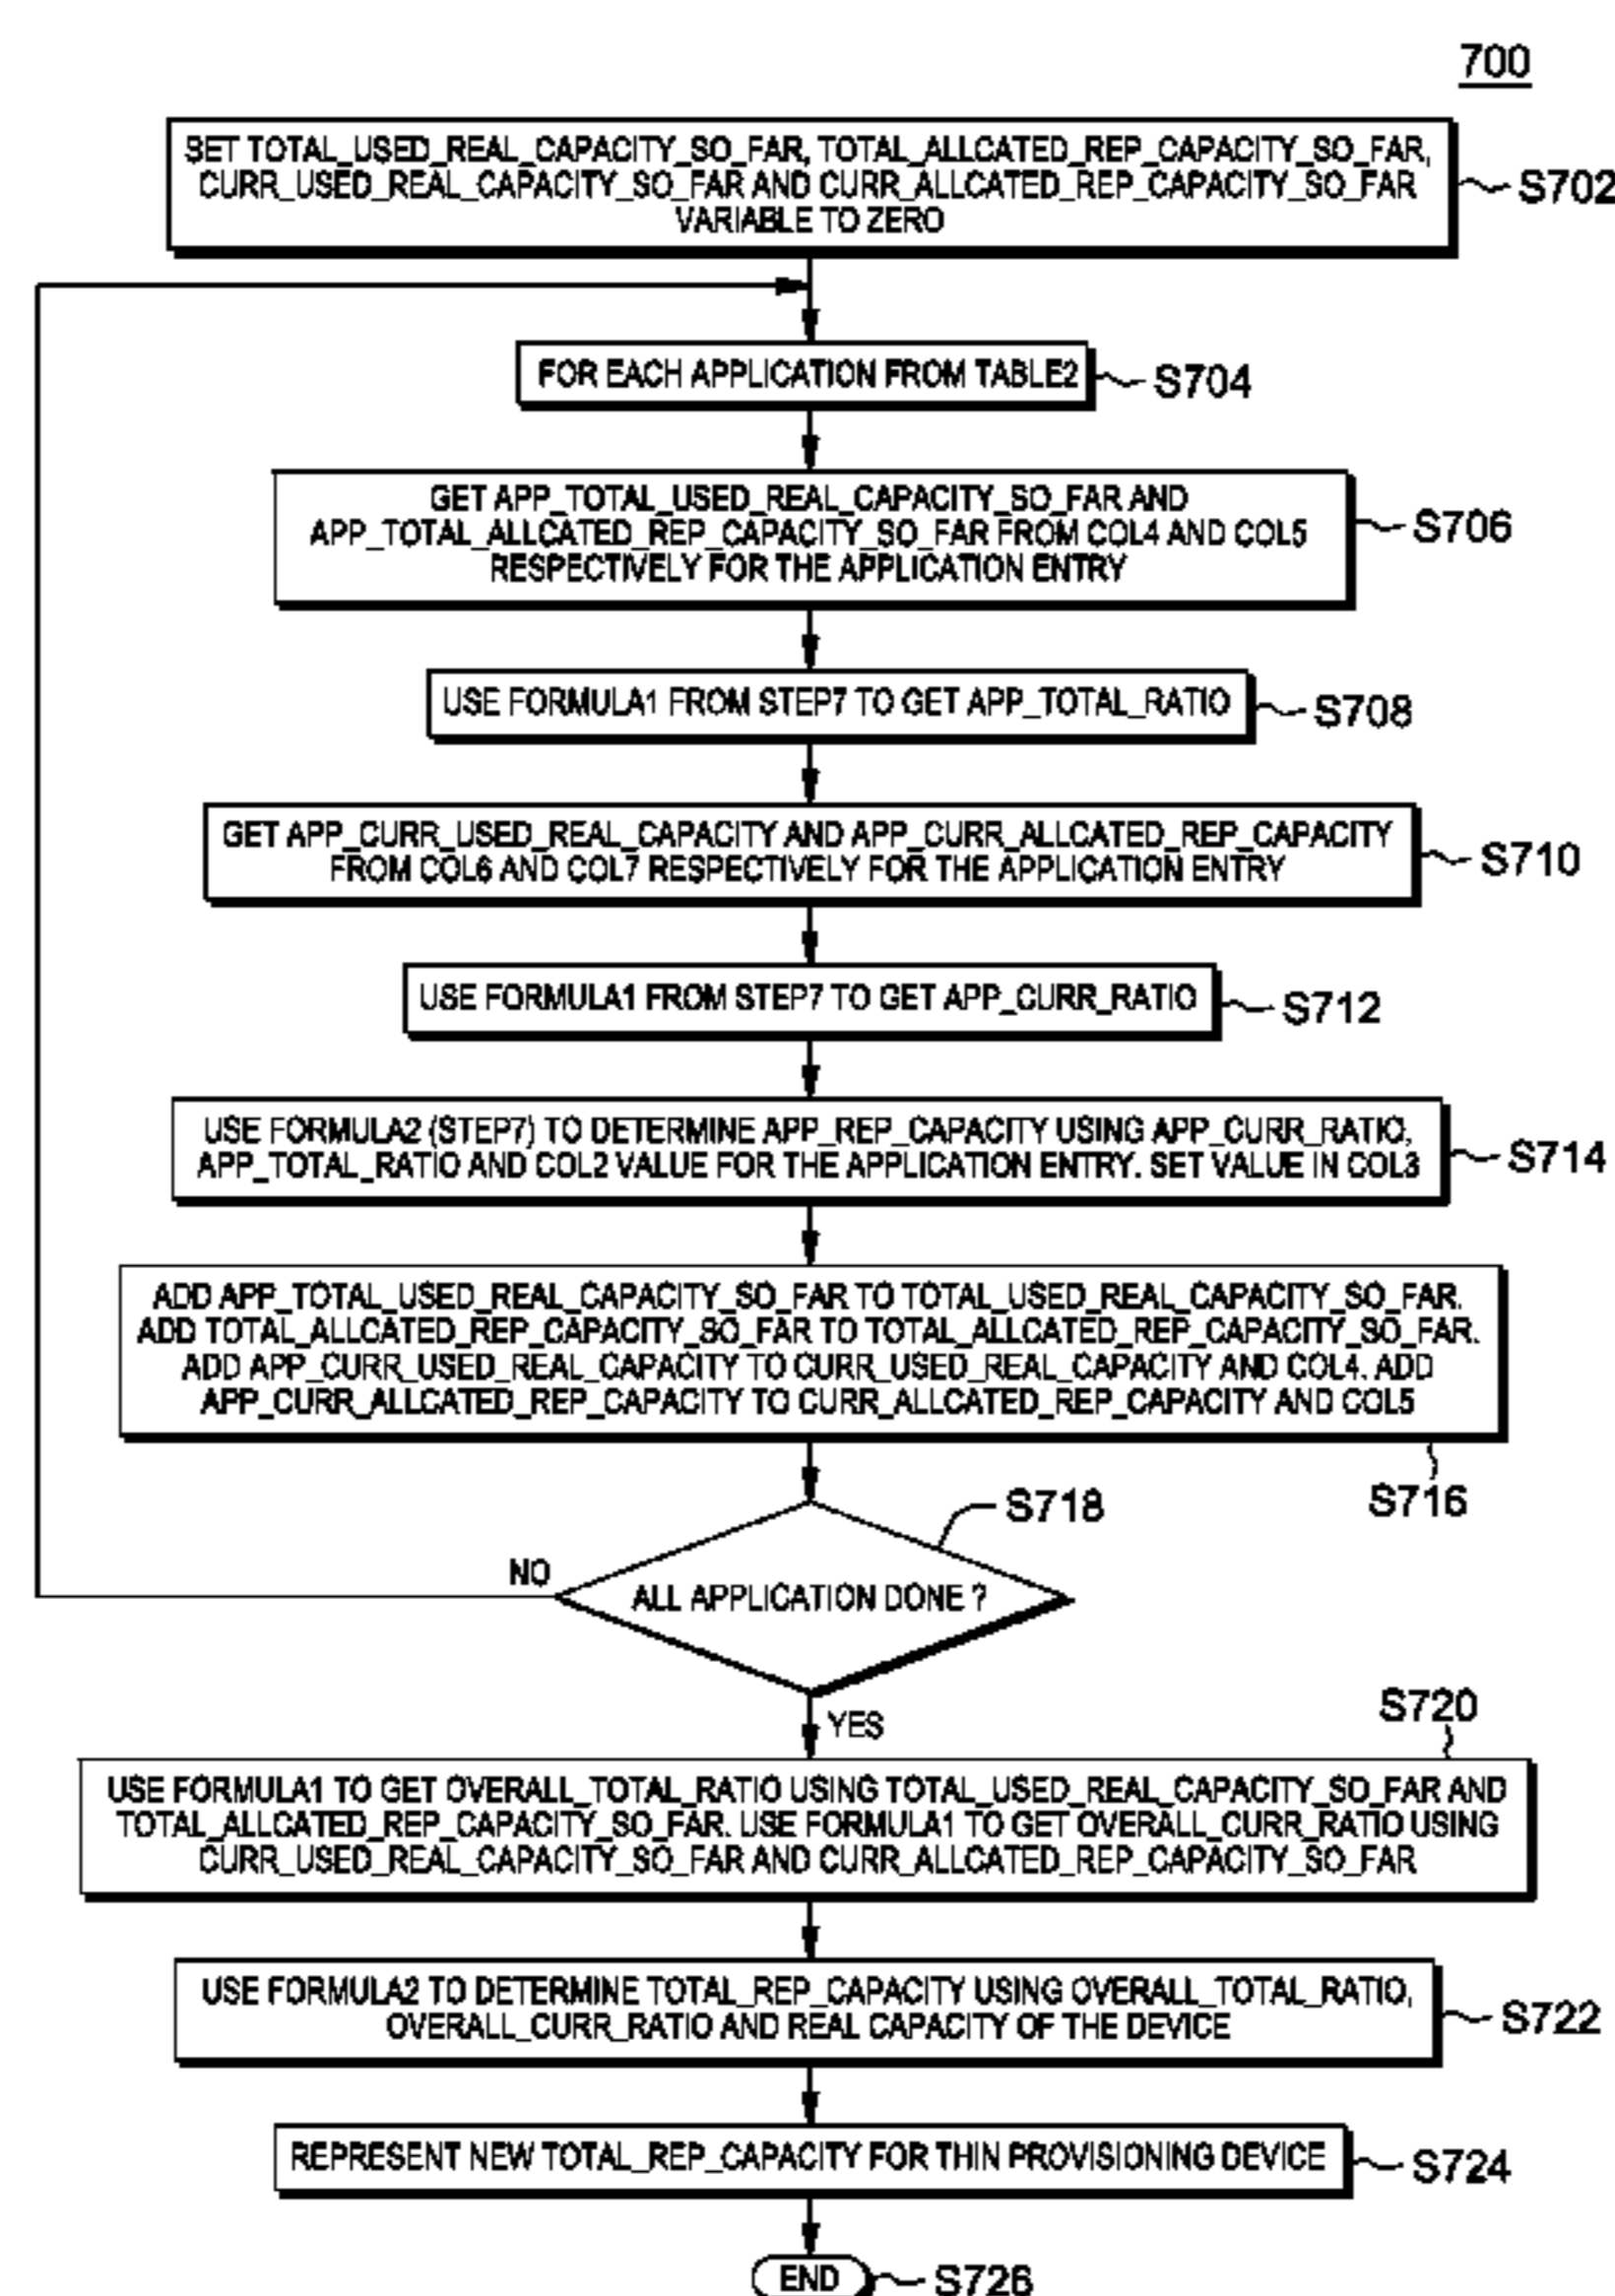 700
SET TOTAL_USED_REAL_CAPACITY_SO_FAR, TOTAL_ALLCATED_REP_CAPACITY_SO_FAR,
CURR_USED_REAL_CAPACITY_SO_FAR AND CURR_ALLCATED_REP_CAPACITY_SO_FAR
VARIABLE TO ZERO
S702
FOR EACH APPLICATION FROM TABLE2
S704
GET APP_TOTAL_USED_REAL_CAPACITY_SO_FAR AND
APP_TOTAL_ALLCATED_REP_CAPACITY_SO_FAR FROM COL4 AND COL5
RESPECTIVELY FOR THE APPLICATION ENTRY
S706
USE FORMULA1 FROM STEP7 TO GET APP_TOTAL_RATIO
S708
GET APP_CURR_USED_REAL_CAPACITY AND APP_CURR_ALLCATED_REP_CAPACITY
FROM COL6 AND COL7 RESPECTIVELY FOR THE APPLICATION ENTRY
S710
USE FORMULA1 FROM STEP7 TO GET APP_CURR_RATIO
S712
USE FORMULA2 (STEP7) TO DETERMINE APP_REP_CAPACITY USING APP_CURR_RATIO,
APP_TOTAL_RATIO AND COL2 VALUE FOR THE APPLICATION ENTRY. SET VALUE IN COL3
S714
ADD APP_TOTAL_USED_REAL_CAPACITY_SO_FAR TO TOTAL_USED_REAL_CAPACITY_SO_FAR.
ADD TOTAL_ALLCATED_REP_CAPACITY_SO_FAR TO TOTAL_ALLCATED_REP_CAPACITY_SO_FAR.
ADD APP_CURR_USED_REAL_CAPACITY TO CURR_USED_REAL_CAPACITY AND COL4. ADD
APP_CURR_ALLCATED_REP_CAPACITY TO CURR_ALLCATED_REP_CAPACITY AND COL5
S716
S718
NO
ALL APPLICATION DONE ?
YES
S720
USE FORMULA1 TO GET OVERALL_TOTAL_RATIO USING TOTAL_USED_REAL_CAPACITY_SO_FAR AND
TOTAL_ALLCATED_REP_CAPACITY_SO_FAR. USE FORMULA1 TO GET OVERALL_CURR_RATIO USING
CURR_USED_REAL_CAPACITY_SO_FAR AND CURR_ALLCATED_REP_CAPACITY_SO_FAR
USE FORMULA2 TO DETERMINE TOTAL_REP_CAPACITY USING OVERALL_TOTAL_RATIO,
OVERALL_CURR_RATIO AND REAL CAPACITY OF THE DEVICE
S722
REPRESENT NEW TOTAL_REP_CAPACITY FOR THIN PROVISIONING DEVICE
S724
END
S726